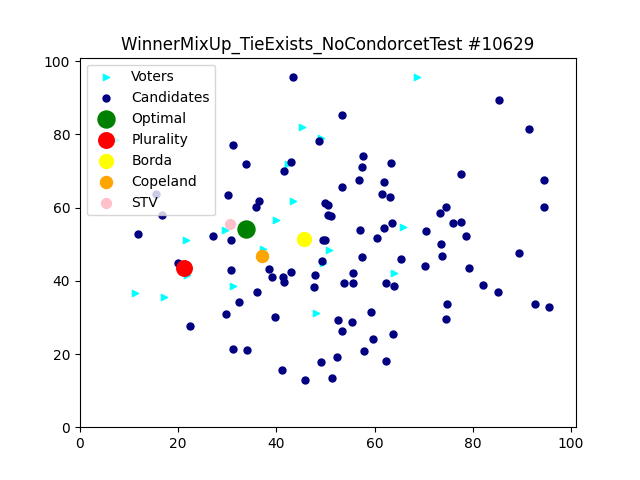 WinnerMixUp_TieExists_NoCondorcetTest #10629
100
80
60
40
20
0
Voters
Candidates
Optimal
Plurality
Borda
Copeland
STV
0 20 40 60 80 100